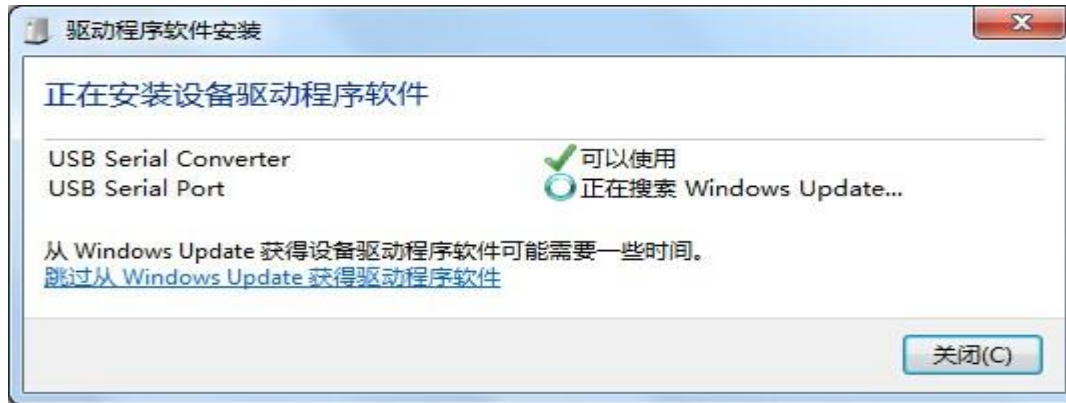 驱动程序软件安装
正在安装设备驱动程序软件
USB Serial Converter 可以使用
USB Serial Port 正在搜索 Windows Update...
从 Windows Update 获得设备驱动程序软件可能需要一些时间。
跳过从 Windows Update 获得驱动程序软件
关闭(C)